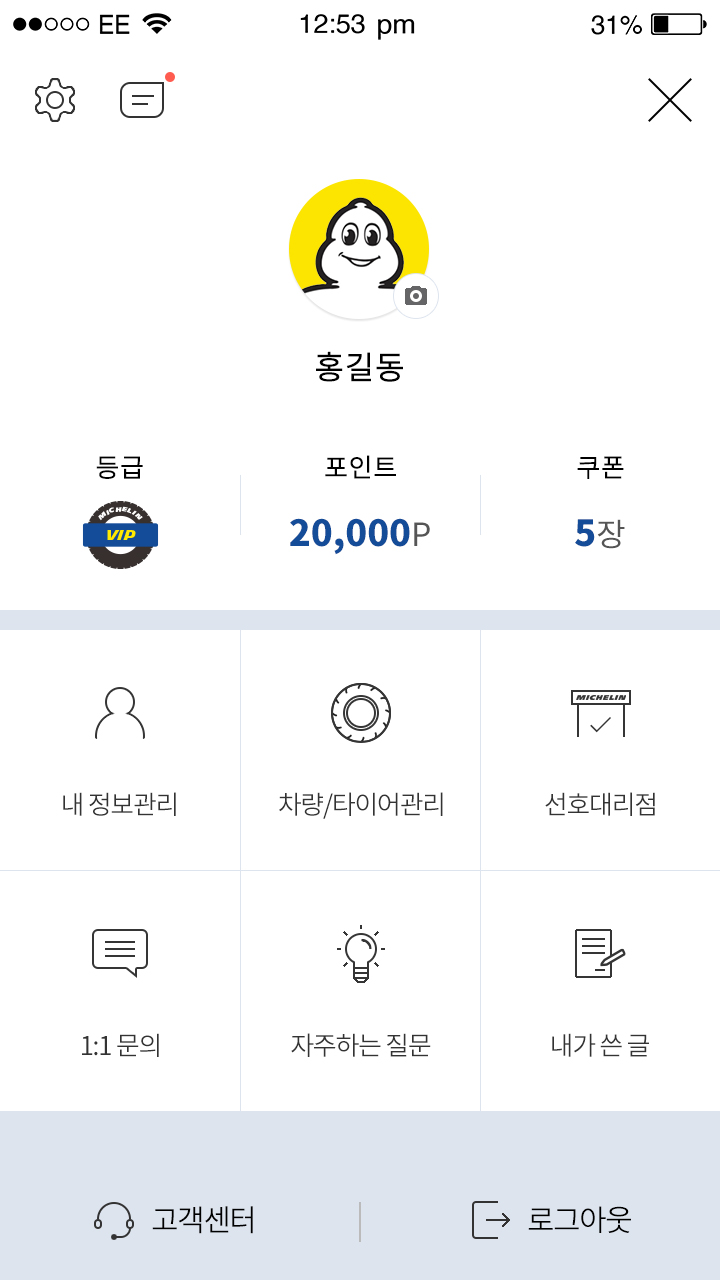 EE 12:53 pm 31%
홍길동
등급 포인트 쿠폰
MICHELIN
VIP 20,000P 5장
MICHELIN
내 정보관리 차량/타이어관리 선호대리점
1:1 문의 자주하는 질문 내가 쓴 글
고객센터 로그아웃